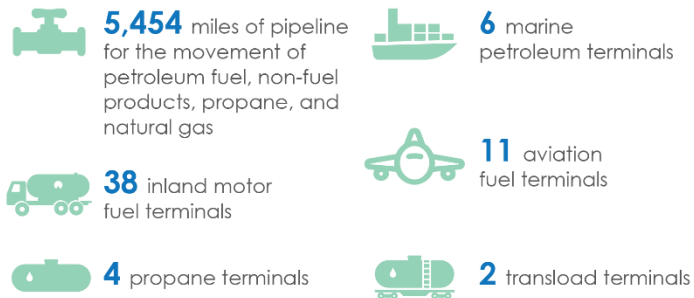 5,454 miles of pipeline
for the movement of
petroleum fuel, non-fuel
products, propane, and
natural gas
6 marine
petroleum terminals
38 inland motor
fuel terminals
11 aviation
fuel terminals
4 propane terminals
2 transload terminals